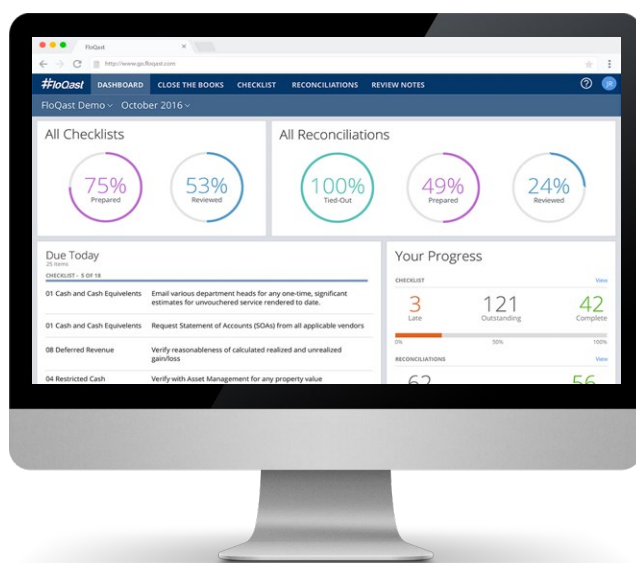 FloQast
http://www.go.floqast.com
#FloQast DASHBOARD CLOSE THE BOOKS CHECKLIST RECONCILIATIONS REVIEW NOTES JR
FloQast Demo October 2016
All Checklists
75%
Prepared
53%
Reviewed
All Reconciliations
100%
Tied-Out
49%
Prepared
24%
Reviewed
Due Today
25 items
CHECKLIST - 5 OF 18
01 Cash and Cash Equivelents Email various department heads for any one-time, significant
estimates for unvouchered service rendered to date.
01 Cash and Cash Equivelents Request Statement of Accounts (SOAs) from all applicable vendors
08 Deferred Revenue Verify reasonableness of calculated realized and unrealized
gain/loss
04 Restricted Cash Verify with Asset Management for any property value
Your Progress
CHECKLIST View
3 121 42
Late Outstanding Complete
0% 50% 100%
RECONCILIATIONS View
62 56